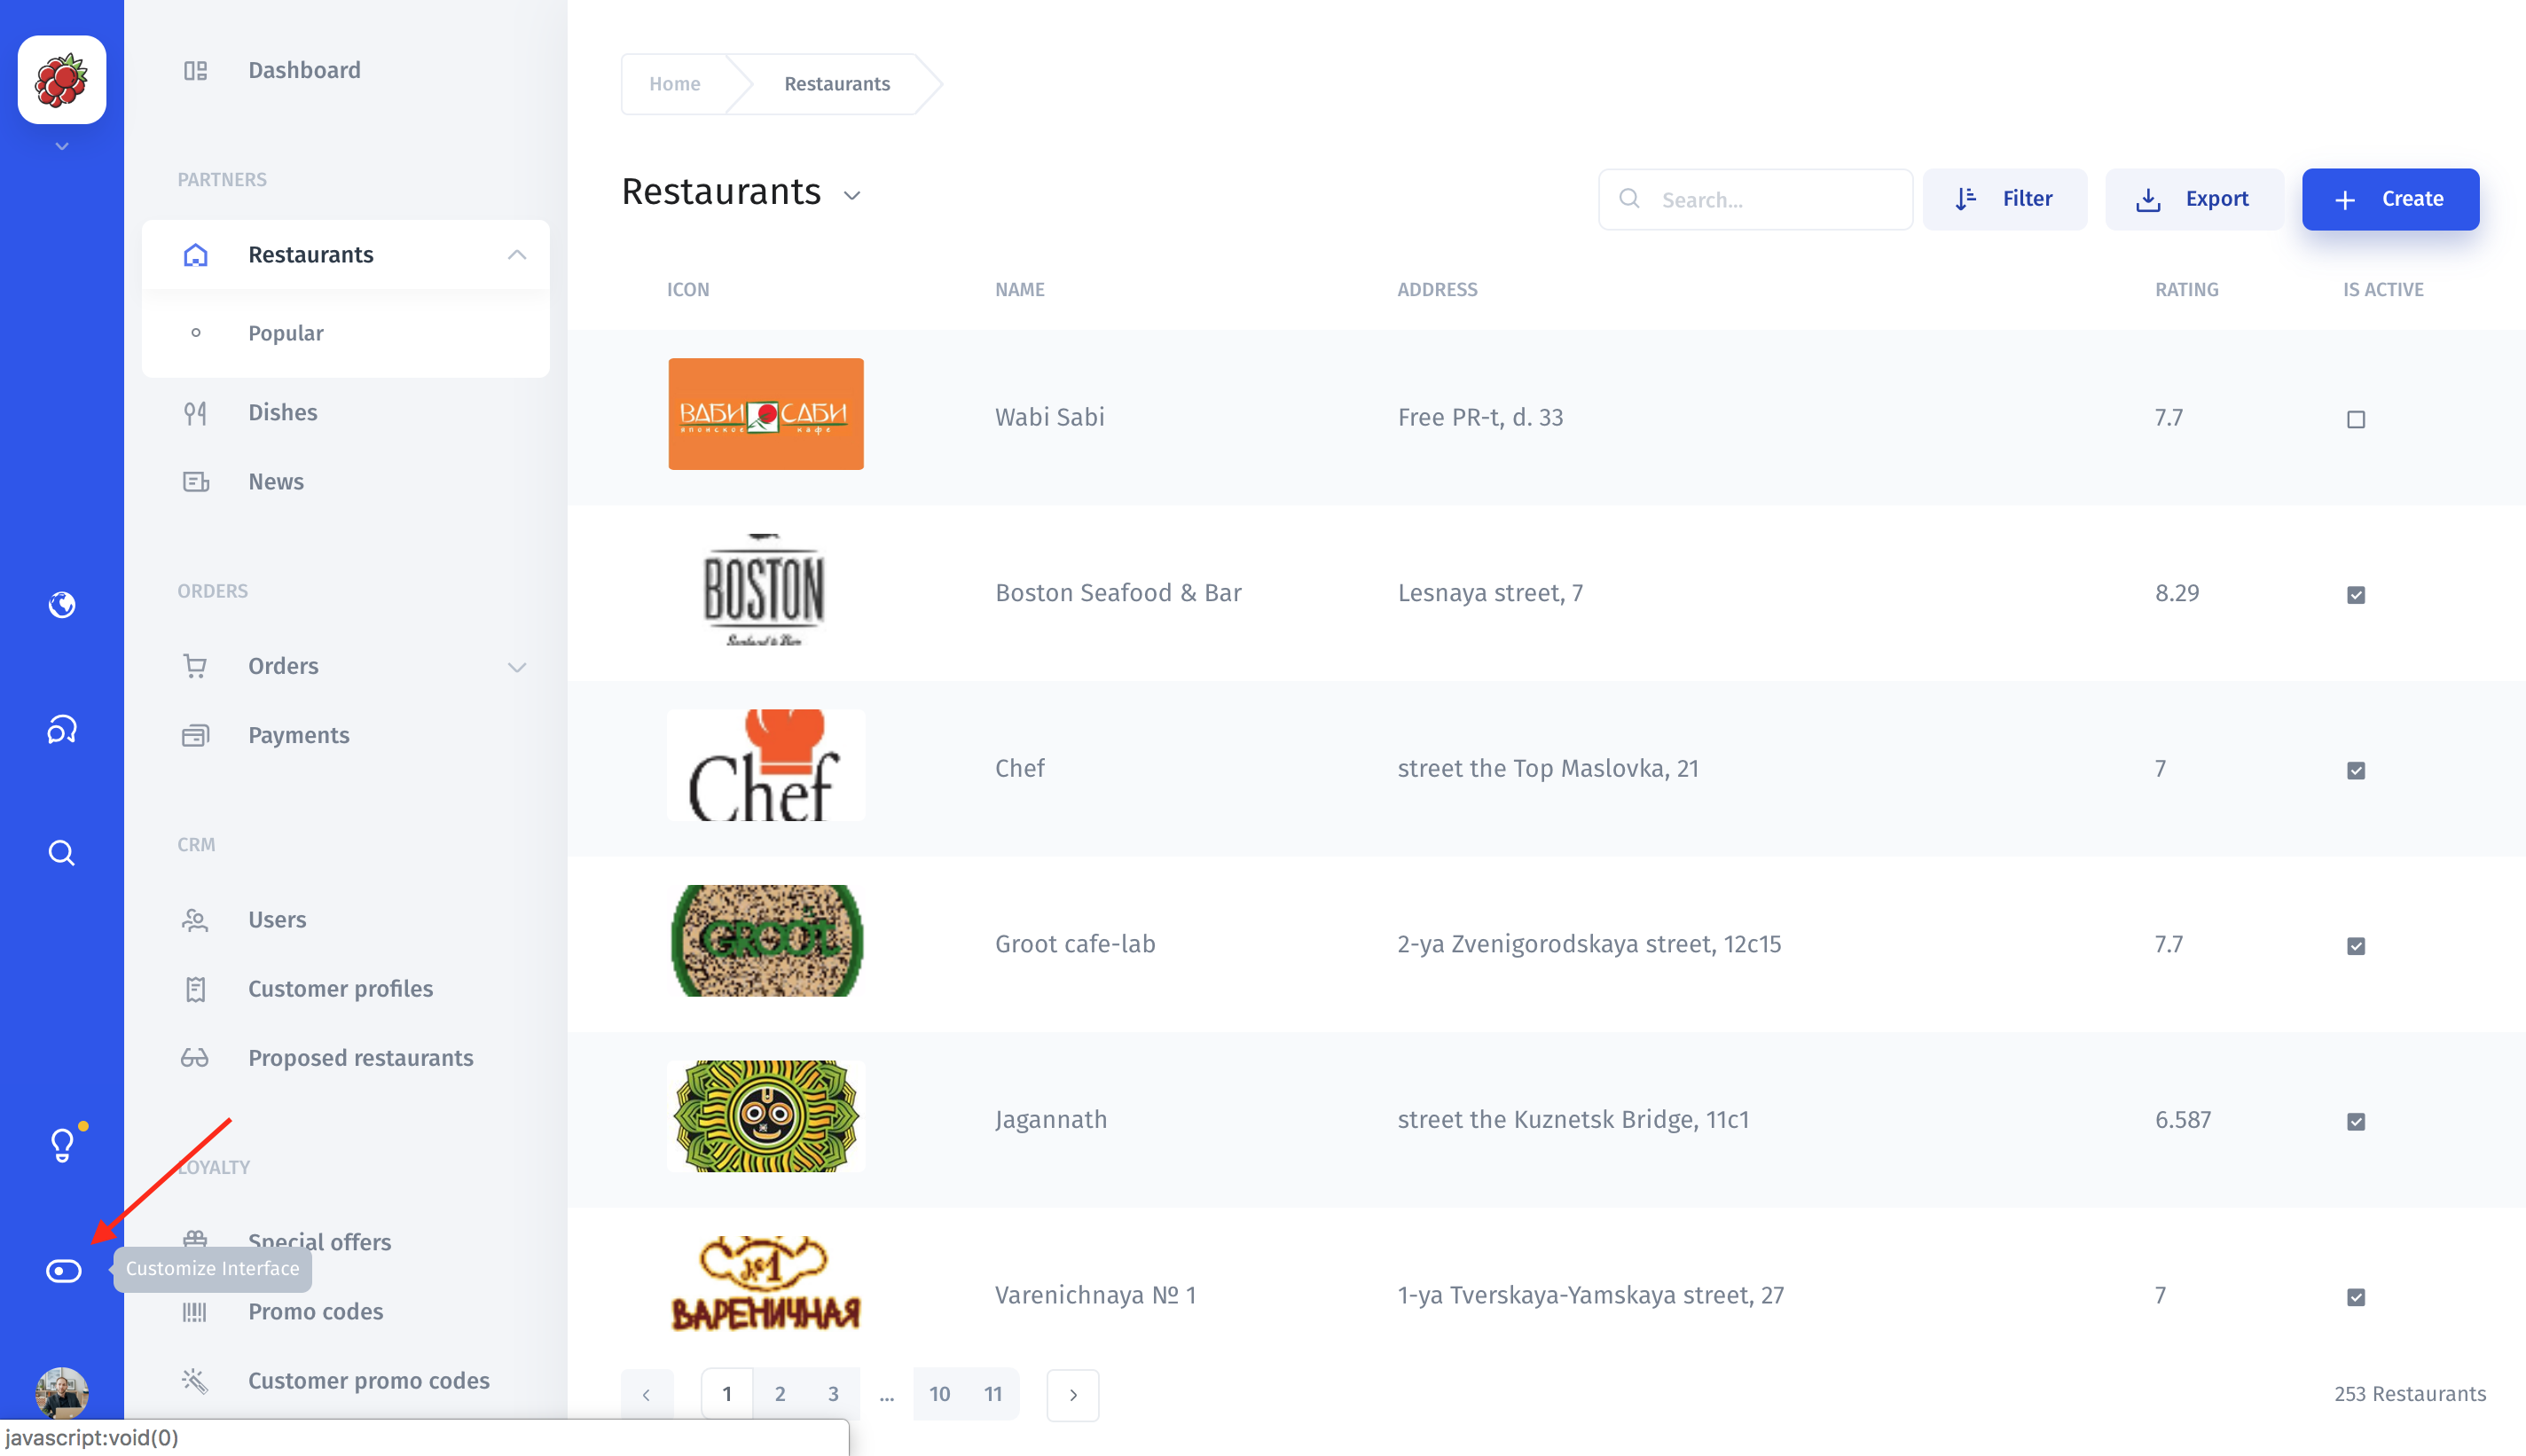 Dashboard
PARTNERS
Restaurants
Popular
Dishes
News
ORDERS
Orders
Payments
CRM
Users
Customer profiles
Proposed restaurants
LOYALTY
Special offers
Customize Interface
Promo codes
Customer promo codes
javascript:void(0)
Home
Restaurants
Restaurants
Search...
Filter
Export
Create
ICON NAME ADDRESS RATING IS ACTIVE
ВАБИ САБИ
японское кафе
Wabi Sabi Free PR-t, d. 33 7.7
BOSTON
Seafood & Bar
Boston Seafood & Bar Lesnaya street, 7 8.29
Chef
Chef street the Top Maslovka, 21 7
GROOT
Groot cafe-lab 2-ya Zvenigorodskaya street, 12c15 7.7
Jagannath street the Kuznetsk Bridge, 11c1 6.587
№1
ВАРЕНИЧНАЯ
Varenichnaya № 1 1-ya Tverskaya-Yamskaya street, 27 7
1 2 3 ... 10 11
253 Restaurants